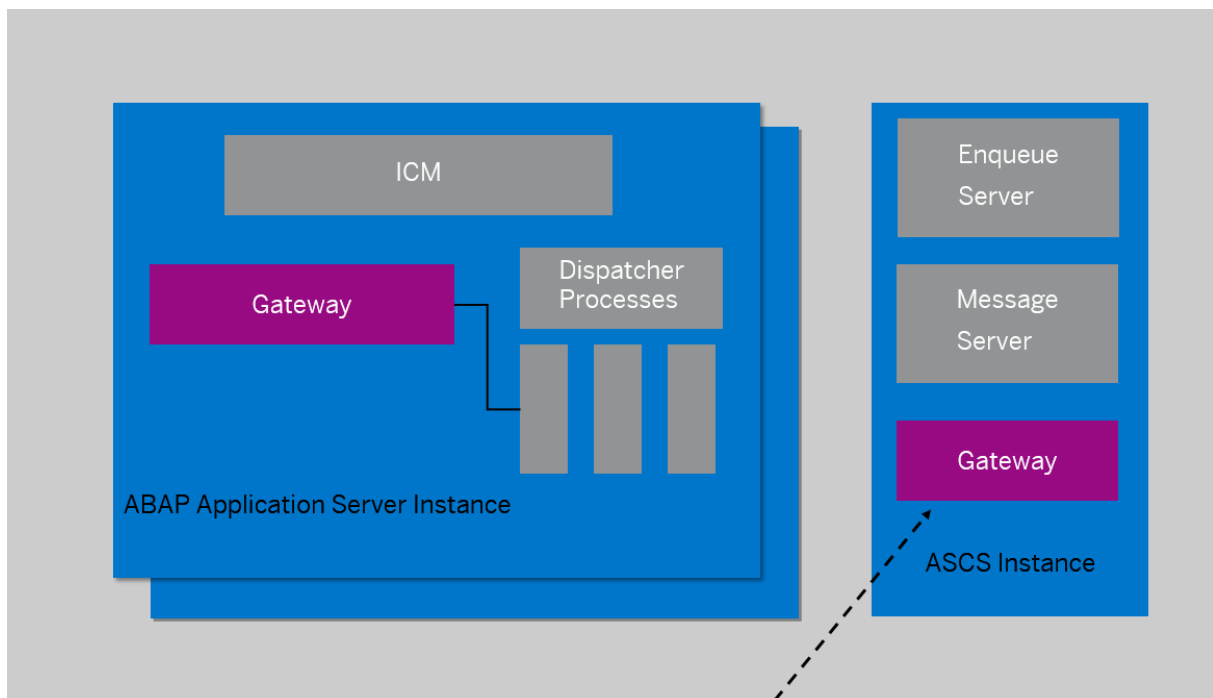 ICM
Gateway
Dispatcher
Processes
ABAP Application Server Instance
Enqueue
Server
Message
Server
Gateway
ASCS Instance